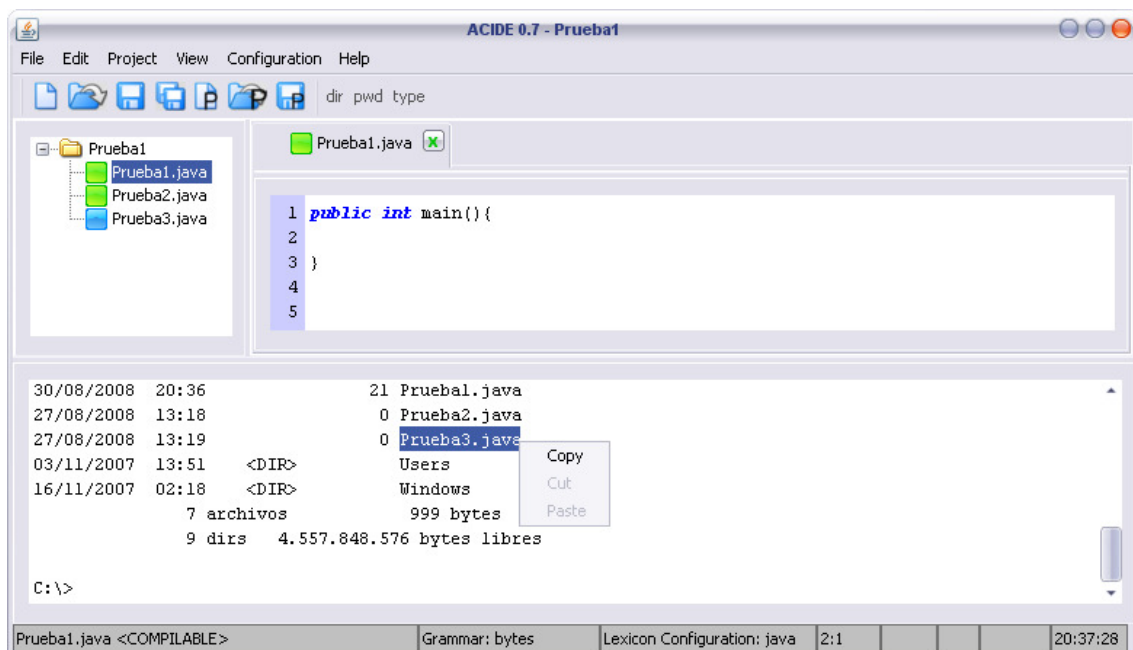 ACIDE 0.7 - Prueba1
File Edit Project View Configuration Help
P P P dir pwd type
Prueba1
Prueba1.java
Prueba2.java
Prueba3.java
Prueba1.java
1 public int main(){
2
3 }
4
5
30/08/2008 20:36 21 Prueba1.java
27/08/2008 13:18 0 Prueba2.java
27/08/2008 13:19 0 Prueba3.java
03/11/2007 13:51 <DIR> Users
16/11/2007 02:18 <DIR> Windows
7 archivos 999 bytes
9 dirs 4.557.848.576 bytes libres
C:\>
Copy
Cut
Paste
Prueba1.java <COMPILABLE> Grammar: bytes Lexicon Configuration: java 2:1 20:37:28